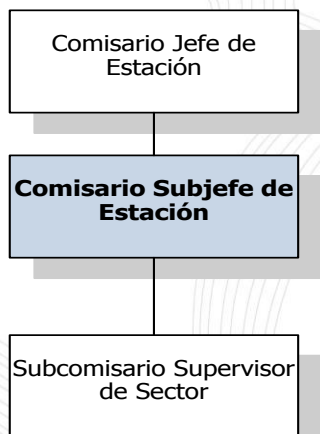 Comisario Jefe de
Estación
Comisario Subjefe de
Estación
Subcomisario Supervisor
de Sector